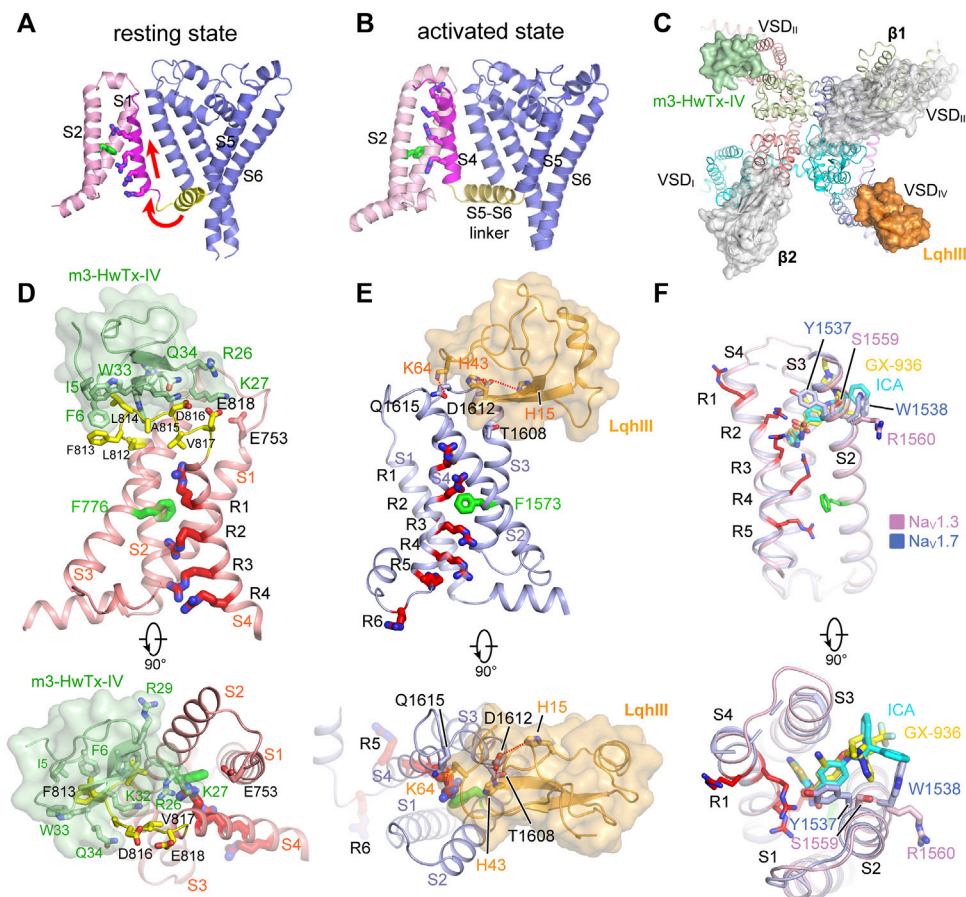 A
resting state
S1
S2
S5
S6
B
activated state
S2
S4
S5
S6
S5-S6
linker
C
VSDII
β1
m3-HwTx-IV
VSDII
VSDI
VSDIV
β2
LqhIII
D
m3-HwTx-IV
Q34
R26
W33
I5
K27
F6
L814
D816
E818
A815
E753
F813
L812
V817
S1
R1
F776
S2
R2
S3
R3
R4
S4
90°
m3-HwTx-IV
R29
S2
F6
I5
S1
F813
K32
R26
K27
E753
W33
V817
Q34
D816
E818
S4
S3
E
K64
H43
Q1615
D1612
H15
T1608
LqhIII
S1
S3
R1
S4
R2
F1573
R3
S2
R4
R5
R6
90°
Q1615
S3
D1612
H15
LqhIII
R5
S4
K64
S1
T1608
R6
H43
S2
F
Y1537
S1559
S4
S3
GX-936
ICA
R1
W1538
R1560
R2
S2
R3
R4
R5
NaV1.3
NaV1.7
90°
S3
S4
ICA
GX-936
R1
W1538
Y1537
S1559
R1560
S1
S2